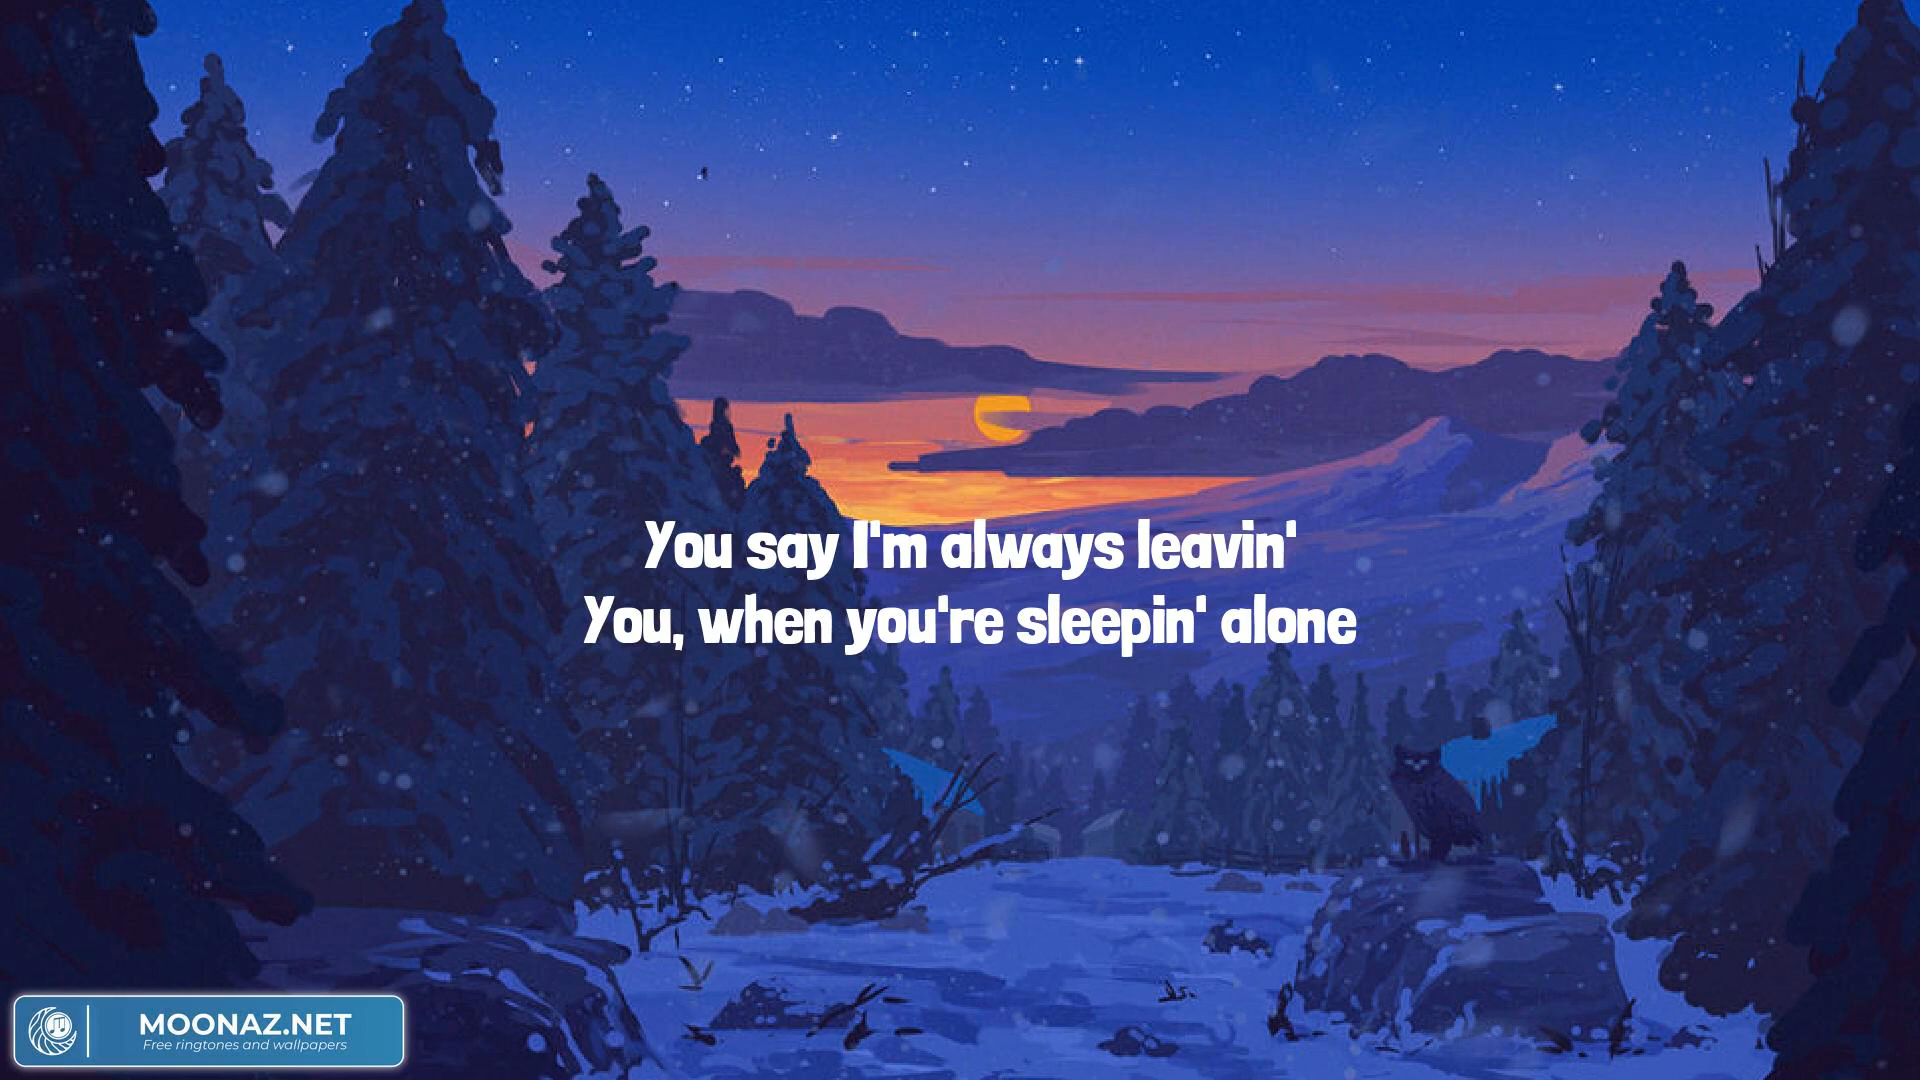 You say I'm always leavin'
You, when you're sleepin' alone
MOONAZ.NET
Free ringtones and wallpapers